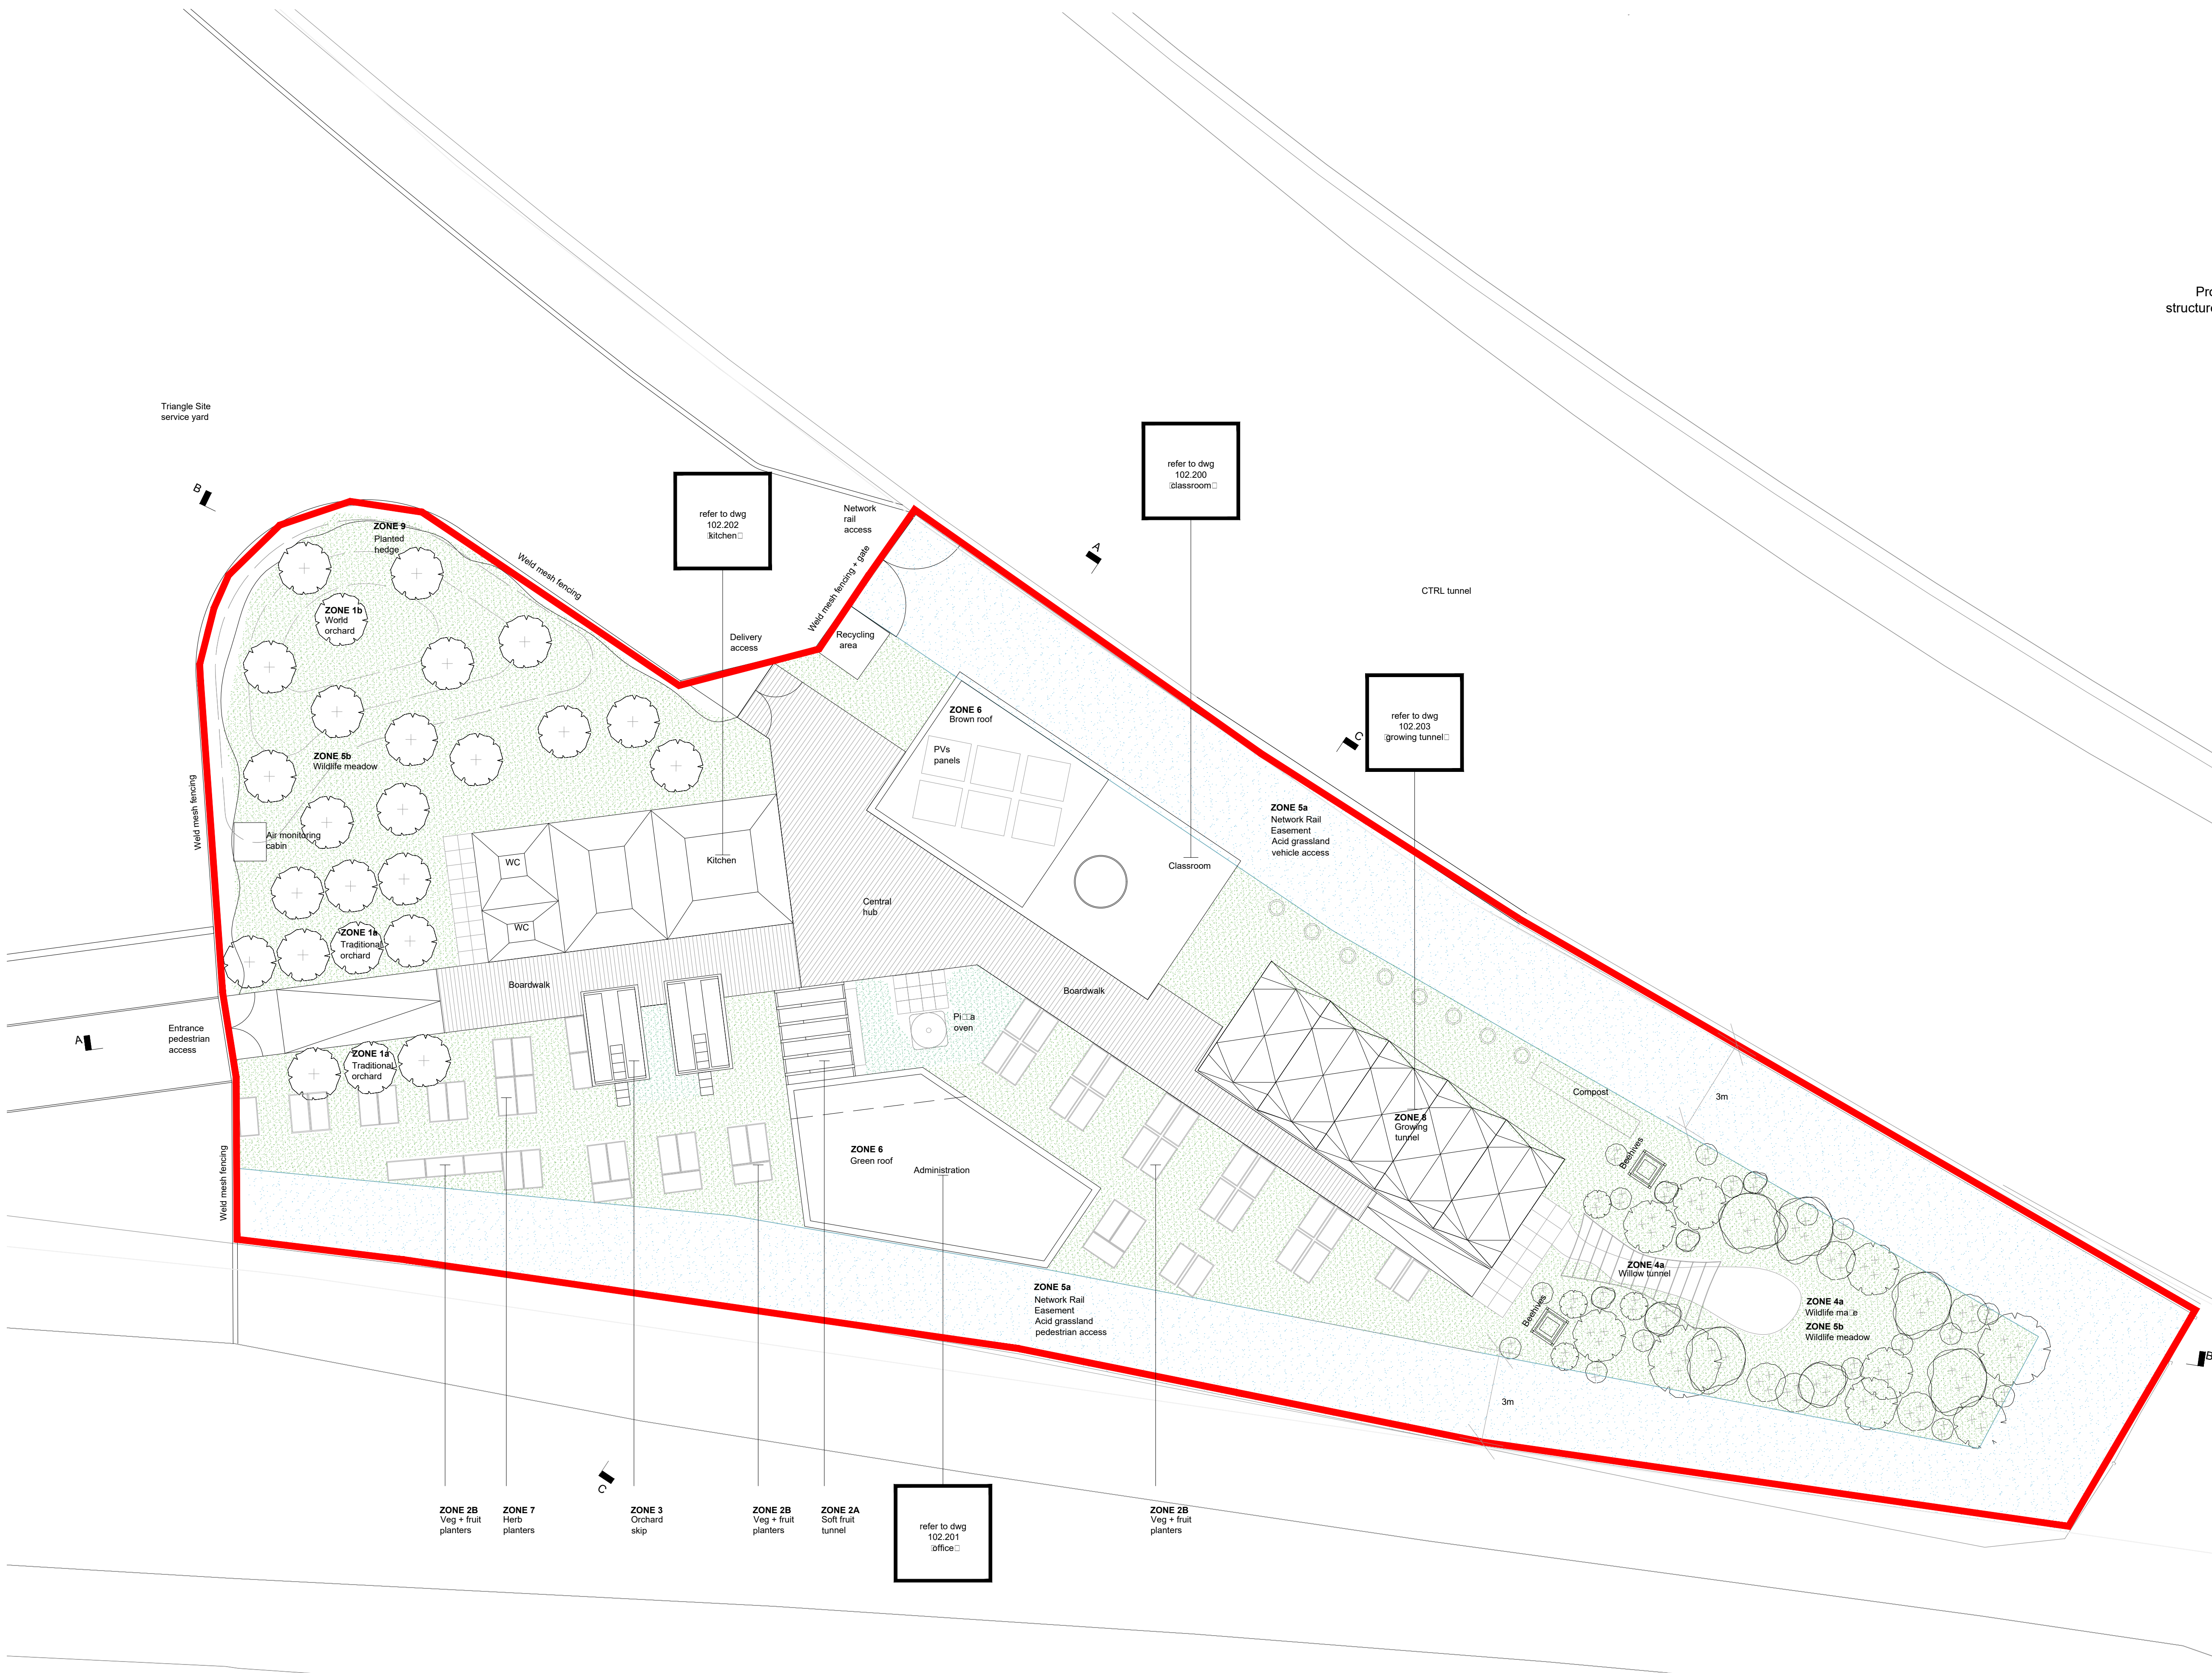 Pro
structure
Triangle Site
service yard
refer to dwg
102.200
classroom
B
refer to dwg
102.202
kitchen
Network
rail
access
ZONE 9
Planted
hedge
Weld mesh fencing
Weld mesh fencing + gate
A
CTRL tunnel
ZONE 1b
World
orchard
Delivery
access
Recycling
area
refer to dwg
102.203
growing tunnel
C
ZONE 6
Brown roof
PVs
panels
ZONE 5b
Wildlife meadow
Weld mesh fencing
Air monitoring
cabin
WC
Kitchen
Classroom
ZONE 5a
Network Rail
Easement
Acid grassland
vehicle access
WC
Central
hub
ZONE 1a
Traditional
orchard
Boardwalk
Boardwalk
Pi□□a
oven
Entrance
pedestrian
access
A
ZONE 1a
Traditional
orchard
Compost
3m
ZONE 8
Growing
tunnel
Beehives
Weld mesh fencing
ZONE 6
Green roof
Administration
ZONE 4a
Willow tunnel
ZONE 5a
Network Rail
Easement
Acid grassland
pedestrian access
Beehives
ZONE 4a
Wildlife ma□e
ZONE 5b
Wildlife meadow
B
3m
C
ZONE 2B
Veg + fruit
planters
ZONE 7
Herb
planters
ZONE 3
Orchard
skip
ZONE 2B
Veg + fruit
planters
ZONE 2A
Soft fruit
tunnel
refer to dwg
102.201
office
ZONE 2B
Veg + fruit
planters